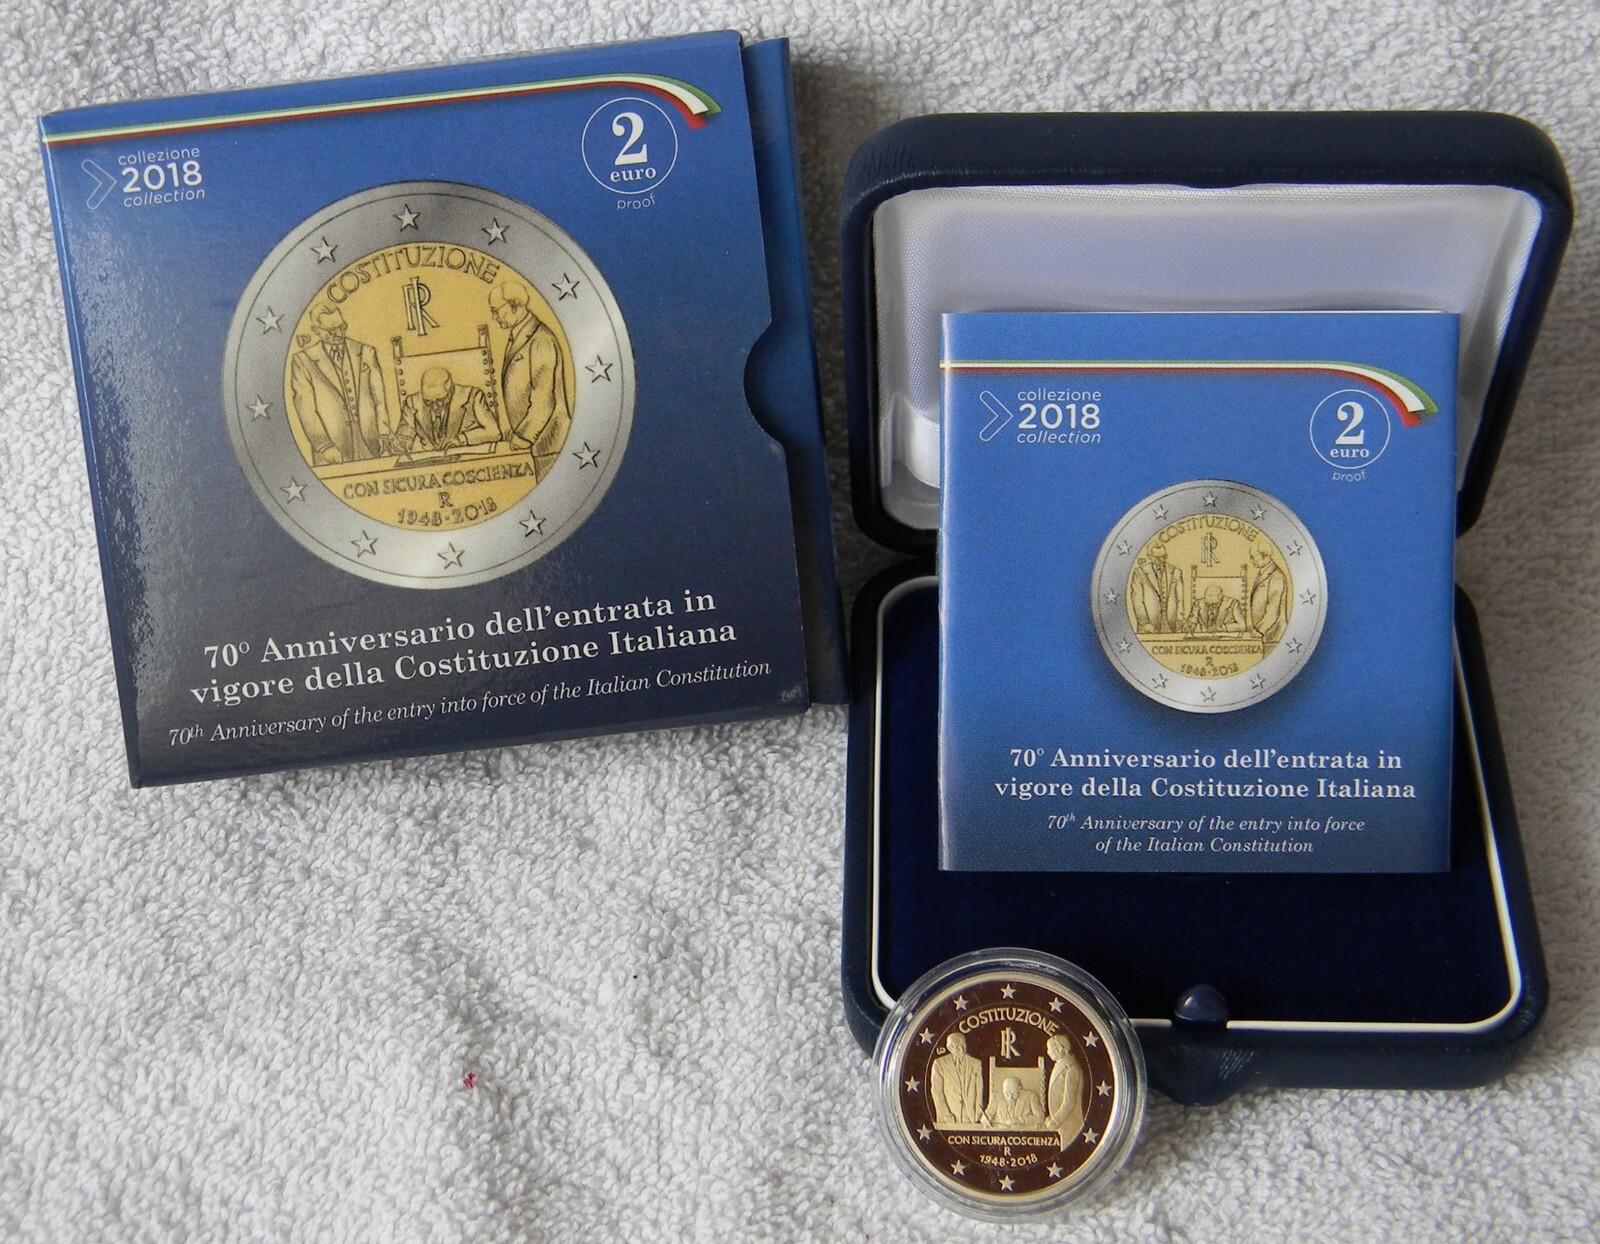 collezione
2018
collection
2
euro
proof
COSTITUZIONE
RI
CON SICURA COSCIENZA
R
1948·2018
70° Anniversario dell'entrata in
vigore della Costituzione Italiana
70th Anniversary of the entry into force of the Italian Constitution
collezione
2018
collection
2
euro
proof
COSTITUZIONE
RI
CON SICURA COSCIENZA
R
1948·2018
70° Anniversario dell'entrata in
vigore della Costituzione Italiana
70th Anniversary of the entry into force
of the Italian Constitution
COSTITUZIONE
RI
CON SICURA COSCIENZA
R
1948·2018